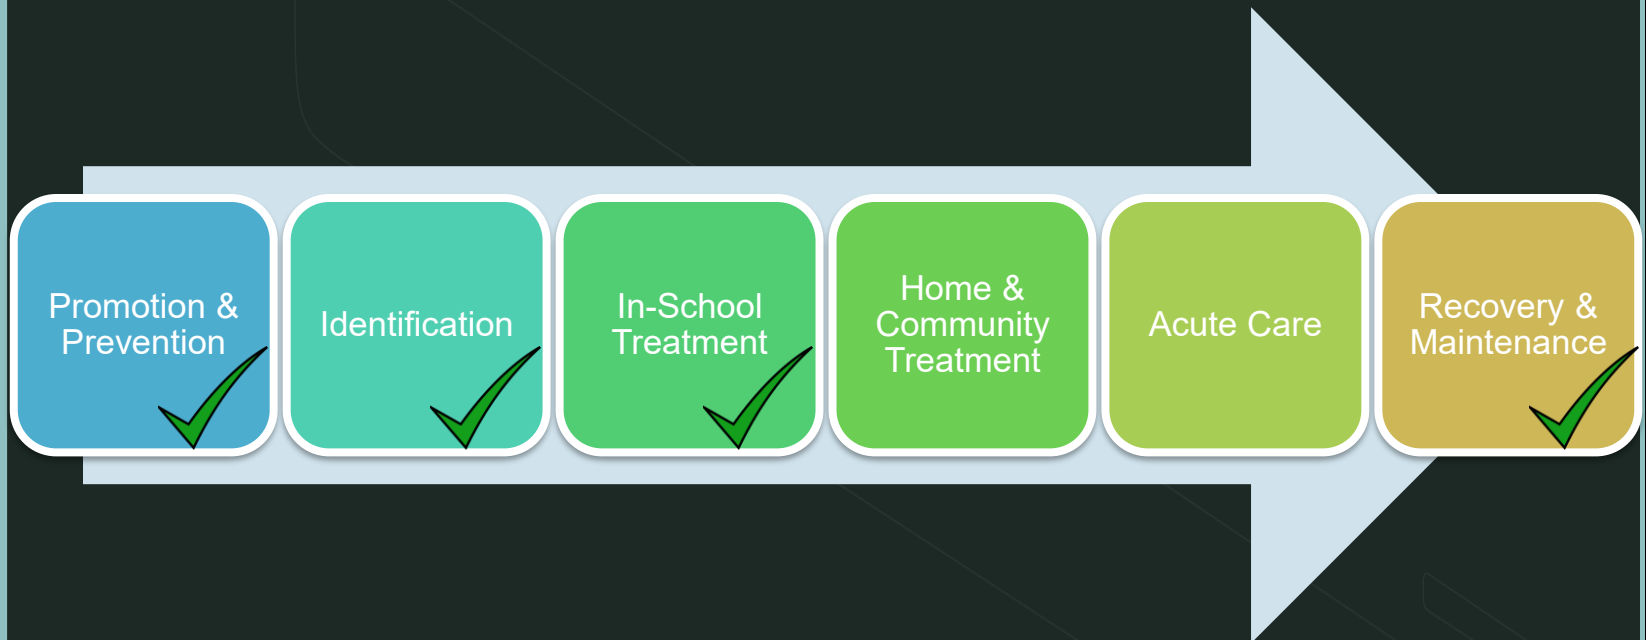 Promotion &
Prevention
Identification
In-School
Treatment
Home &
Community
Treatment
Acute Care
Recovery &
Maintenance